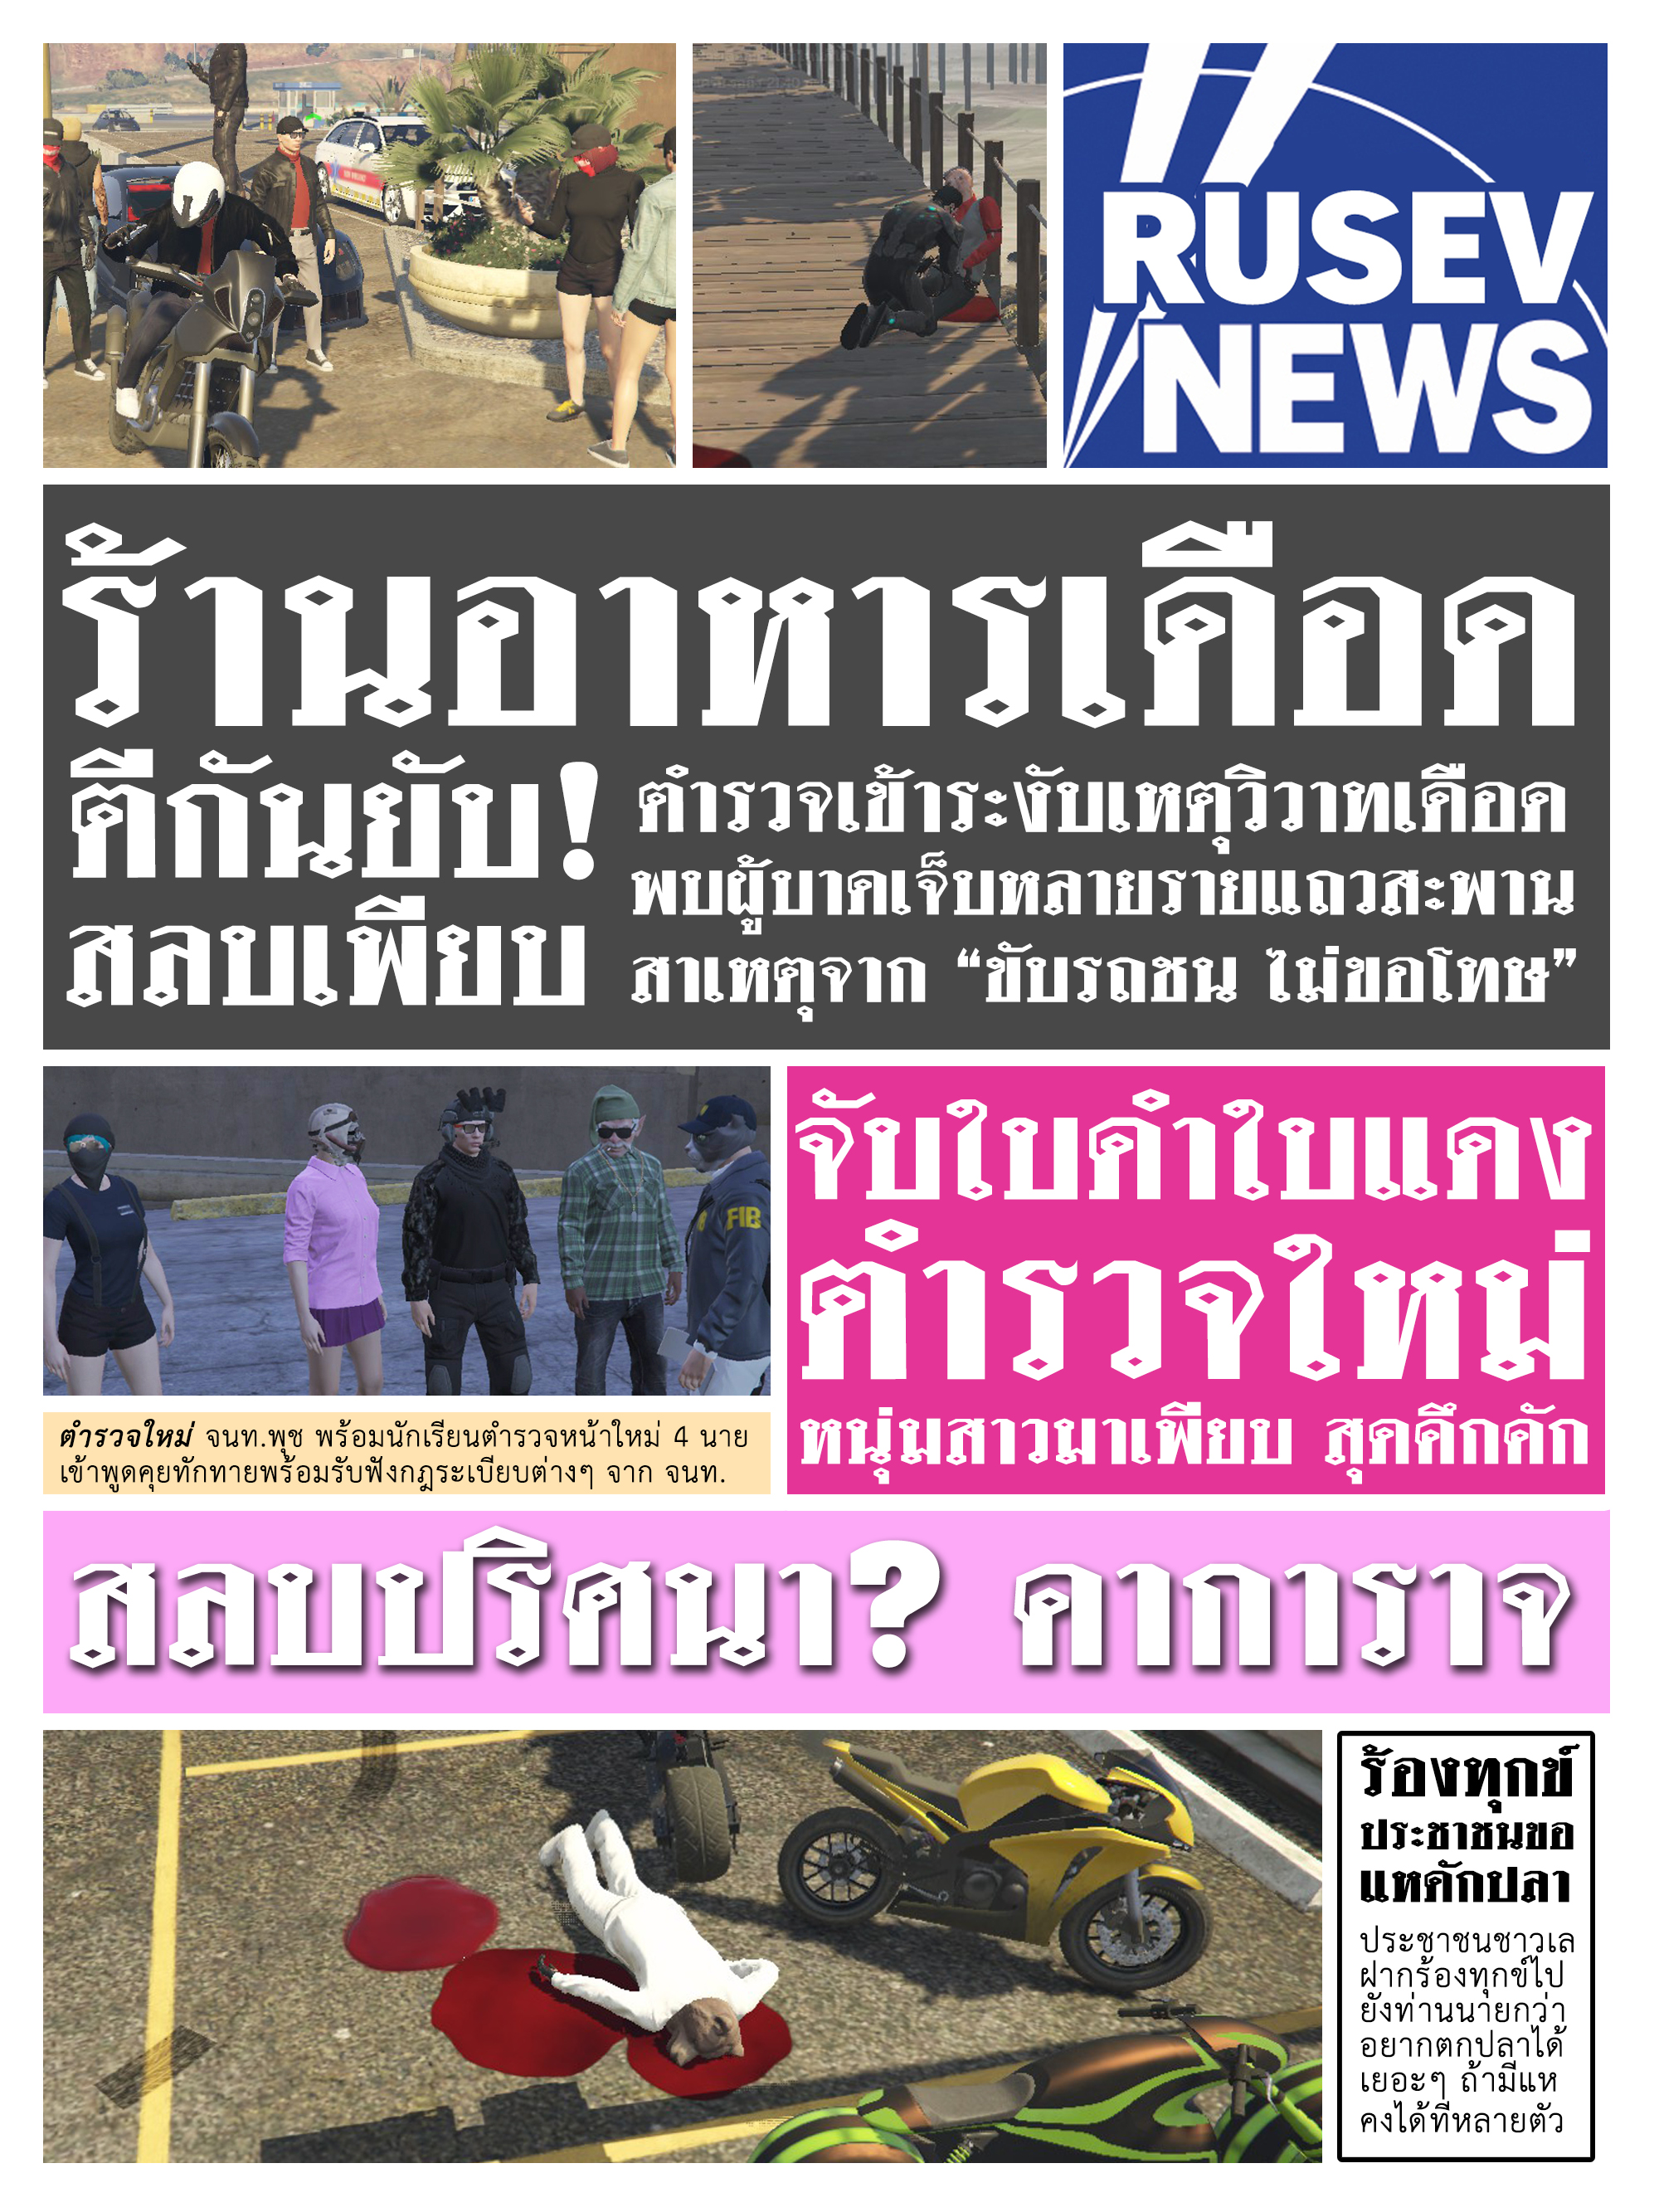 RUSEV
NEWS
ร้านอาหารเดือด
ตีกันยับ!
สลบเพียบ
ตำรวจเข้าระงับเหตุวิวาทเดือด
พบผู้บาดเจ็บหลายรายแถวสะพาน
สาเหตุจาก “ขับรถชน ไม่ขอโทษ”
จับใบดำใบแดง
ตำรวจใหม่
หนุ่มสาวมาเพียบ สุดคึกคัก
FIB
ตำรวจใหม่ จนท.พุช พร้อมนักเรียนตำรวจหน้าใหม่ 4 นาย
เข้าพูดคุยทักทายพร้อมรับฟังกฎระเบียบต่างๆ จาก จนท.
สลบปริศนา? คาการาจ
ร้องทุกข์
ประชาชนขอ
แหดักปลา
ประชาชนชาวเล
ฝากร้องทุกข์ไป
ยังท่านนายกว่า
อยากตกปลาได้
เยอะๆ ถ้ามีแห
คงได้ทีหลายตัว